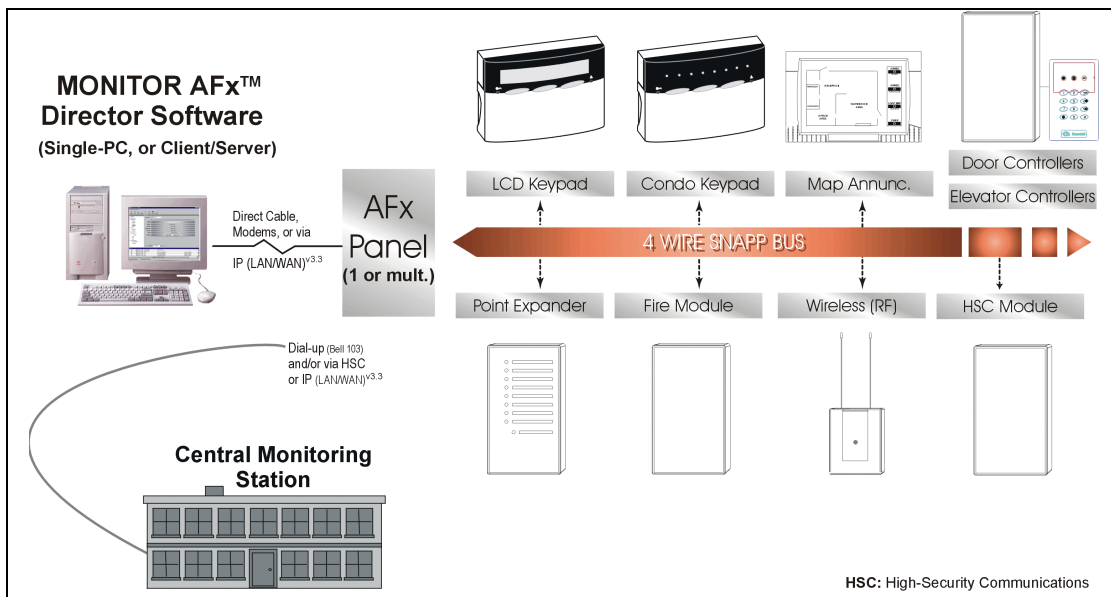 MONITOR AFx™
Director Software
(Single-PC, or Client/Server)
Direct Cable,
Modems, or via
IP (LAN/WAN)v3.3
AFx
Panel
(1 or mult.)
LCD Keypad
Condo Keypad
Map Annunc.
Door Controllers
Elevator Controllers
4 WIRE SNAPP BUS
Point Expander
Fire Module
Wireless (RF)
HSC Module
Dial-up (Bell 103)
and/or via HSC
or IP (LAN/WAN)v3.3
Central Monitoring
Station
HSC: High-Security Communications